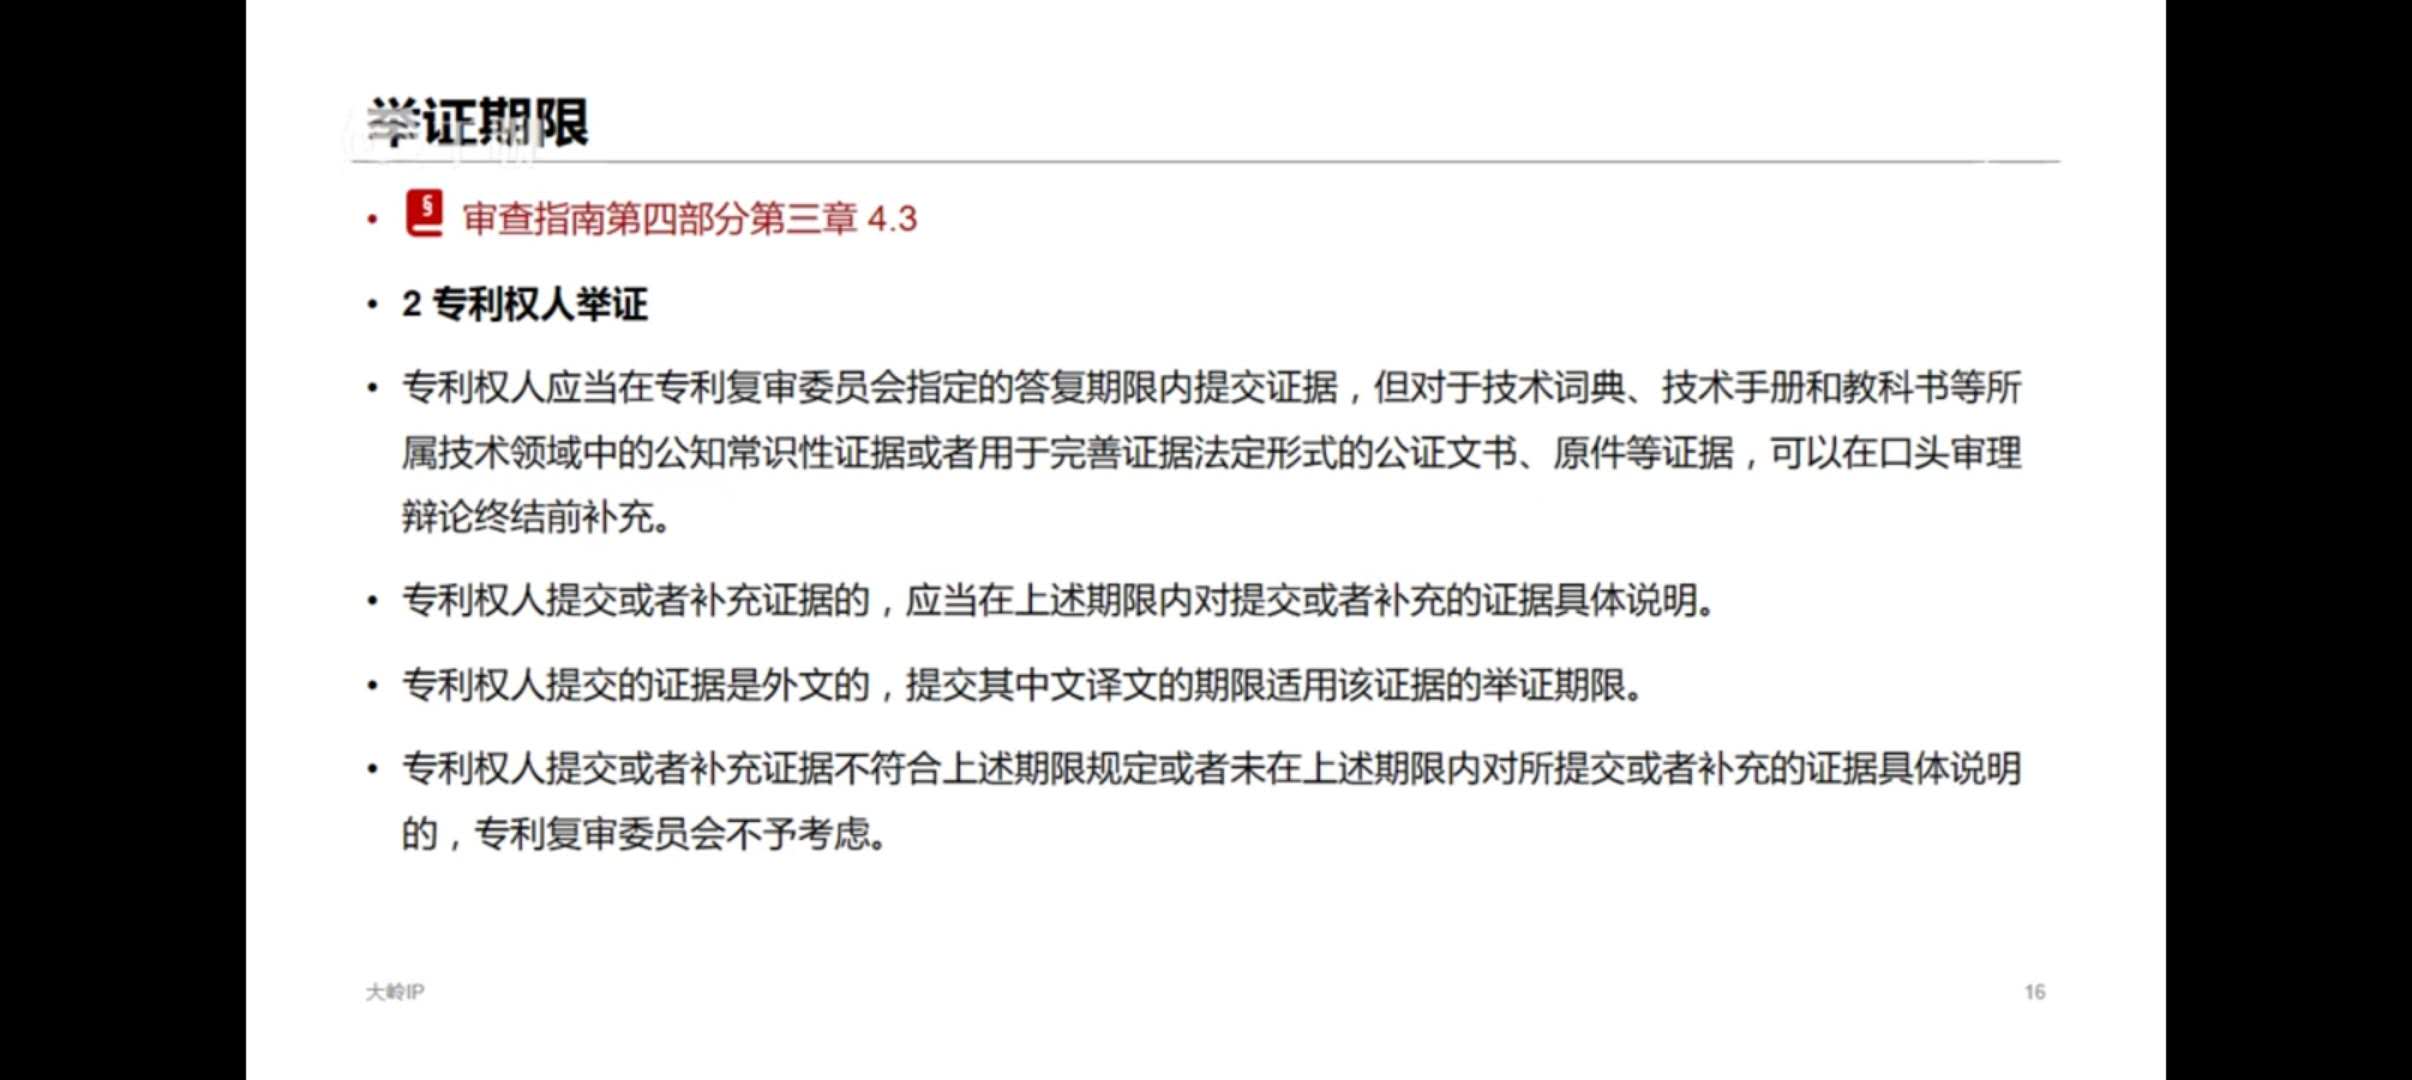 举证期限
• § 审查指南第四部分第三章 4.3
• 2 专利权人举证
• 专利权人应当在专利复审委员会指定的答复期限内提交证据，但对于技术词典、技术手册和教科书等所
属技术领域中的公知常识性证据或者用于完善证据法定形式的公证文书、原件等证据，可以在口头审理
辩论终结前补充。
• 专利权人提交或者补充证据的，应当在上述期限内对提交或者补充的证据具体说明。
• 专利权人提交的证据是外文的，提交其中文译文的期限适用该证据的举证期限。
• 专利权人提交或者补充证据不符合上述期限规定或者未在上述期限内对所提交或者补充的证据具体说明
的，专利复审委员会不予考虑。
大岭IP
16